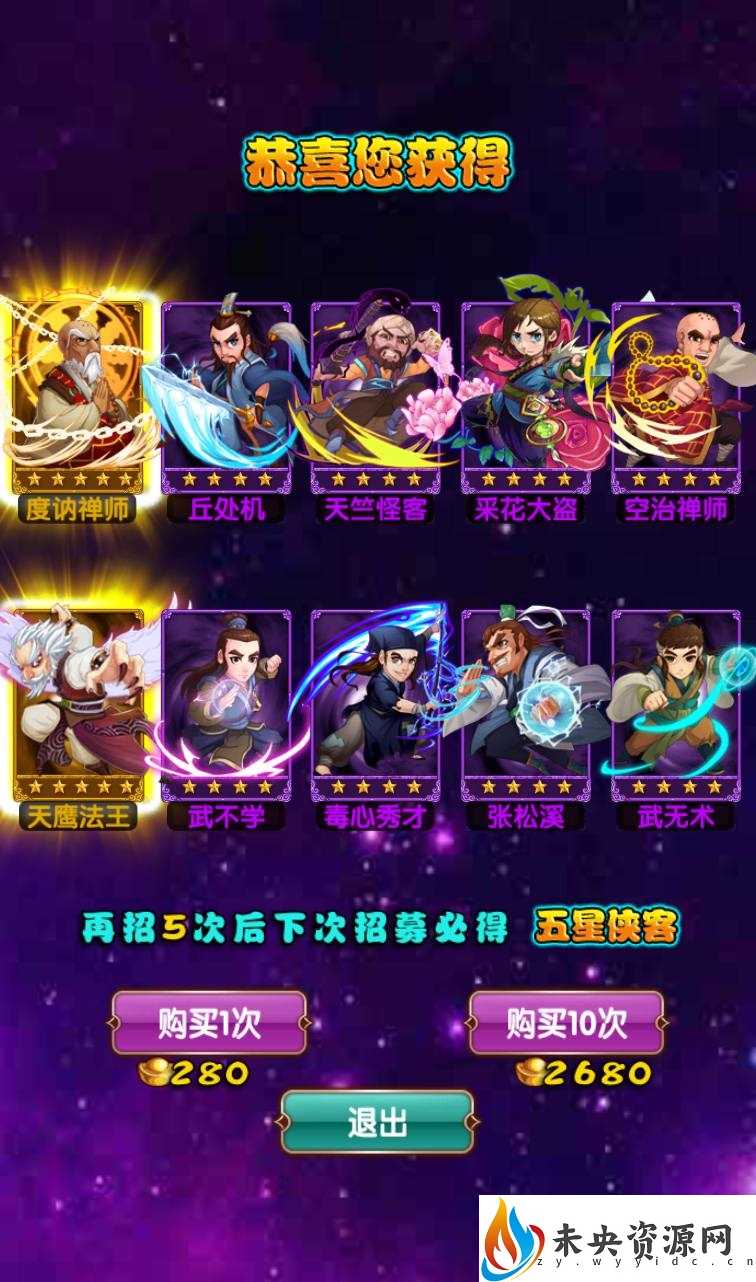 恭喜您获得
度讷禅师 丘处机 天竺怪客 采花大盗 空治禅师
天鹰法王 武不学 毒心秀才 张松溪 武无术
再招5次后下次招募必得 五星侠客
购买1次 购买10次
280 2680
退出
未央资源网
zy.wyyidc.cn